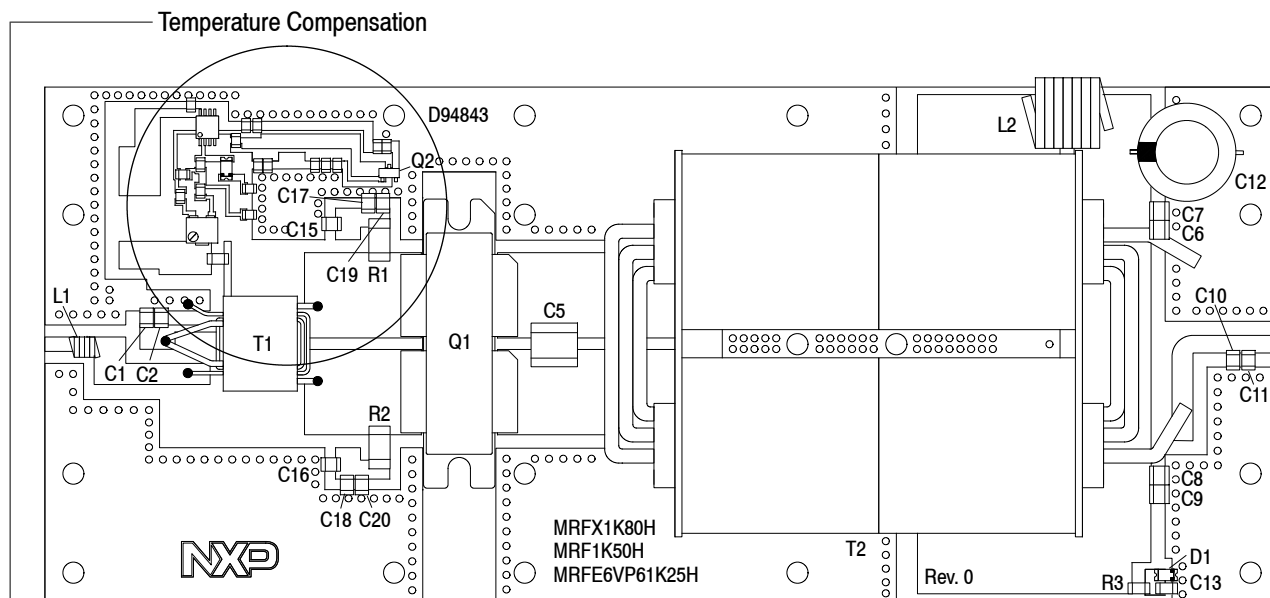 Temperature Compensation
D94843
L2
Q2
C12
C17
C7
C15
C6
C19
R1
L1
C5
C10
T1
Q1
C1
C2
C11
R2
C16
C8
C9
C18
C20
MRFX1K80H
MRF1K50H
MRFE6VP61K25H
T2
NXP
D1
Rev. 0
R3
C13